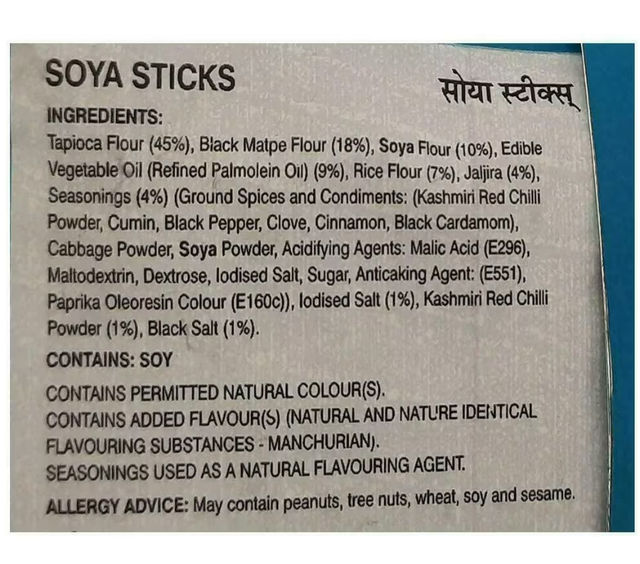 SOYA STICKS
सोया स्टीक्स्
INGREDIENTS:
Tapioca Flour (45%), Black Matpe Flour (18%), Soya Flour (10%), Edible
Vegetable Oil (Refined Palmolein Oil) (9%), Rice Flour (7%), Jaljira (4%),
Seasonings (4%) (Ground Spices and Condiments: (Kashmiri Red Chilli
Powder, Cumin, Black Pepper, Clove, Cinnamon, Black Cardamom),
Cabbage Powder, Soya Powder, Acidifying Agents: Malic Acid (E296),
Maltodextrin, Dextrose, Iodised Salt, Sugar, Anticaking Agent: (E551),
Paprika Oleoresin Colour (E160c)), Iodised Salt (1%), Kashmiri Red Chilli
Powder (1%), Black Salt (1%).
CONTAINS: SOY
CONTAINS PERMITTED NATURAL COLOUR(S).
CONTAINS ADDED FLAVOUR(S) (NATURAL AND NATURE IDENTICAL
FLAVOURING SUBSTANCES - MANCHURIAN).
SEASONINGS USED AS A NATURAL FLAVOURING AGENT.
ALLERGY ADVICE: May contain peanuts, tree nuts, wheat, soy and sesame.